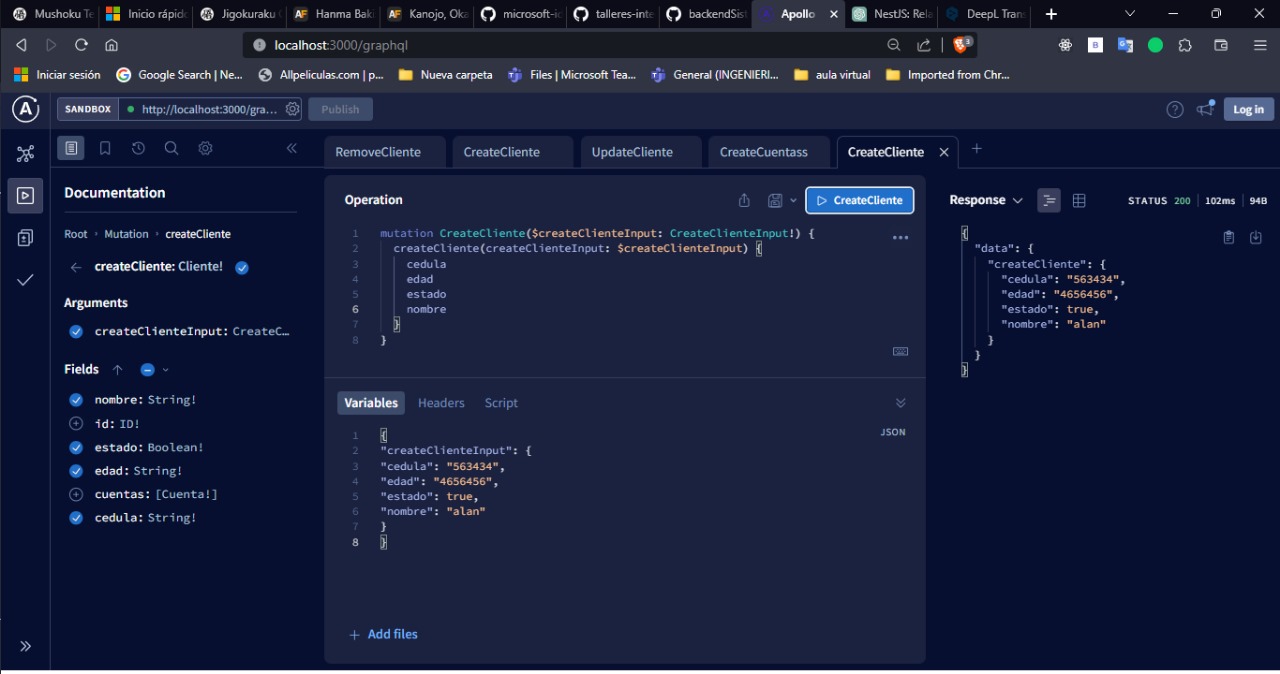 Mushoku Te
Inicio rápid
Jigokuraku
Hanma Bak
Kanojo, Oka
microsoft-i
talleres-inte
backendSist
Apollo
NestJS: Rela
DeepL Trans
localhost:3000/graphql
3
Iniciar sesión
Google Search | Ne...
Allpeliculas.com | p...
Nueva carpeta
Files | Microsoft Tea...
General (INGENIERI...
aula virtual
Imported from Chr...
SANDBOX
http://localhost:3000/gra...
Publish
Log in
RemoveCliente
CreateCliente
UpdateCliente
CreateCuentass
CreateCliente
Documentation
Root · Mutation · createCliente
createCliente: Cliente!
Arguments
createClienteInput: CreateC...
Fields
nombre: String!
id: ID!
estado: Boolean!
edad: String!
cuentas: [Cuenta!]
cedula: String!
Operation
CreateCliente
1 mutation CreateCliente($createClienteInput: CreateClienteInput!) {
2 createCliente(createClienteInput: $createClienteInput) {
3 cedula
4 edad
5 estado
6 nombre
7 }
8 }
Variables
Headers
Script
JSON
1 {
2 "createClienteInput": {
3 "cedula": "563434",
4 "edad": "4656456",
5 "estado": true,
6 "nombre": "alan"
7 }
8 }
Add files
Response
STATUS 200
102ms
94B
{
"data": {
"createCliente": {
"cedula": "563434",
"edad": "4656456",
"estado": true,
"nombre": "alan"
}
}
}